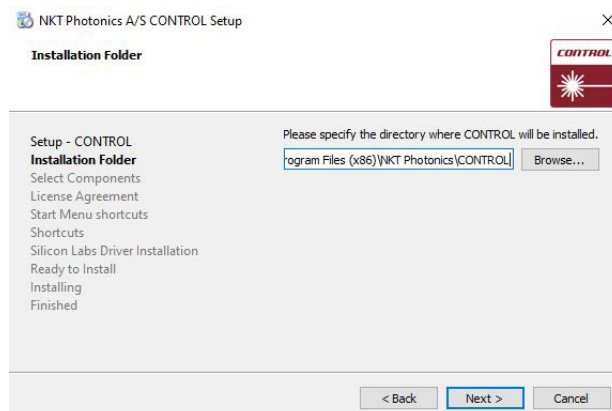 NKT Photonics A/S CONTROL Setup
Installation Folder
CONTROL
Setup - CONTROL
Installation Folder
Select Components
License Agreement
Start Menu shortcuts
Shortcuts
Silicon Labs Driver Installation
Ready to Install
Installing
Finished
Please specify the directory where CONTROL will be installed.
rogram Files (x86)\NKT Photonics\CONTROL
Browse...
< Back
Next >
Cancel